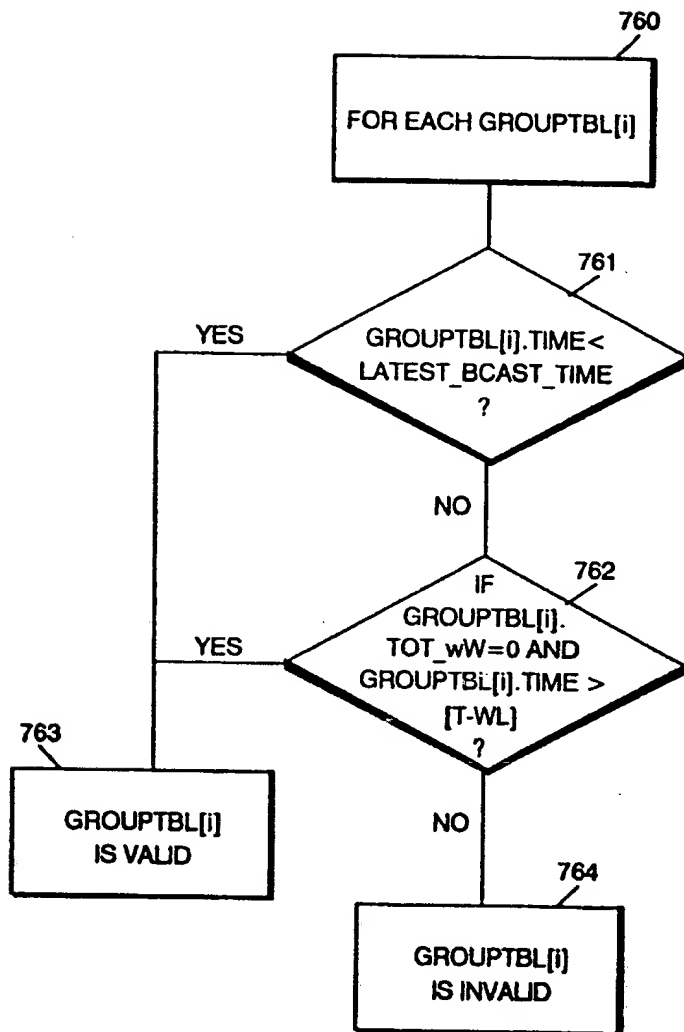 760
FOR EACH GROUPTBL[i]
761
YES
GROUPTBL[i].TIME<
LATEST_BCAST_TIME
?
NO
762
IF
GROUPTBL[i].
TOT_wW=0 AND
GROUPTBL[i].TIME >
[T-WL]
?
YES
763
GROUPTBL[i]
IS VALID
NO
764
GROUPTBL[i]
IS INVALID